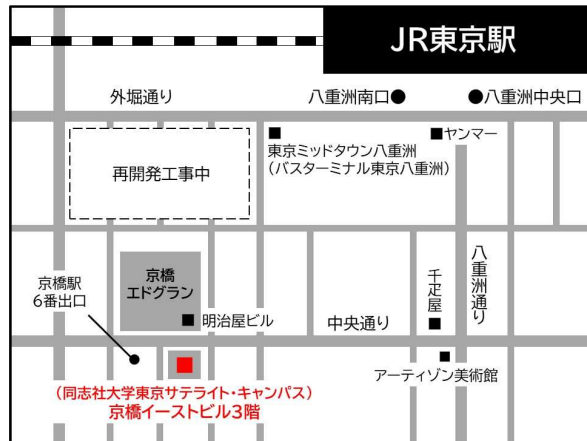 JR東京駅
外堀通り
八重洲南口●
●八重洲中央口
■
■ヤンマー
東京ミッドタウン八重洲
(バスターミナル東京八重洲)
再開発工事中
京橋
エドグラン
京橋駅
6番出口
■明治屋ビル
中央通り
千疋屋
■
八重洲通り
■
アーティゾン美術館
(同志社大学東京サテライト・キャンパス)
京橋イーストビル3階